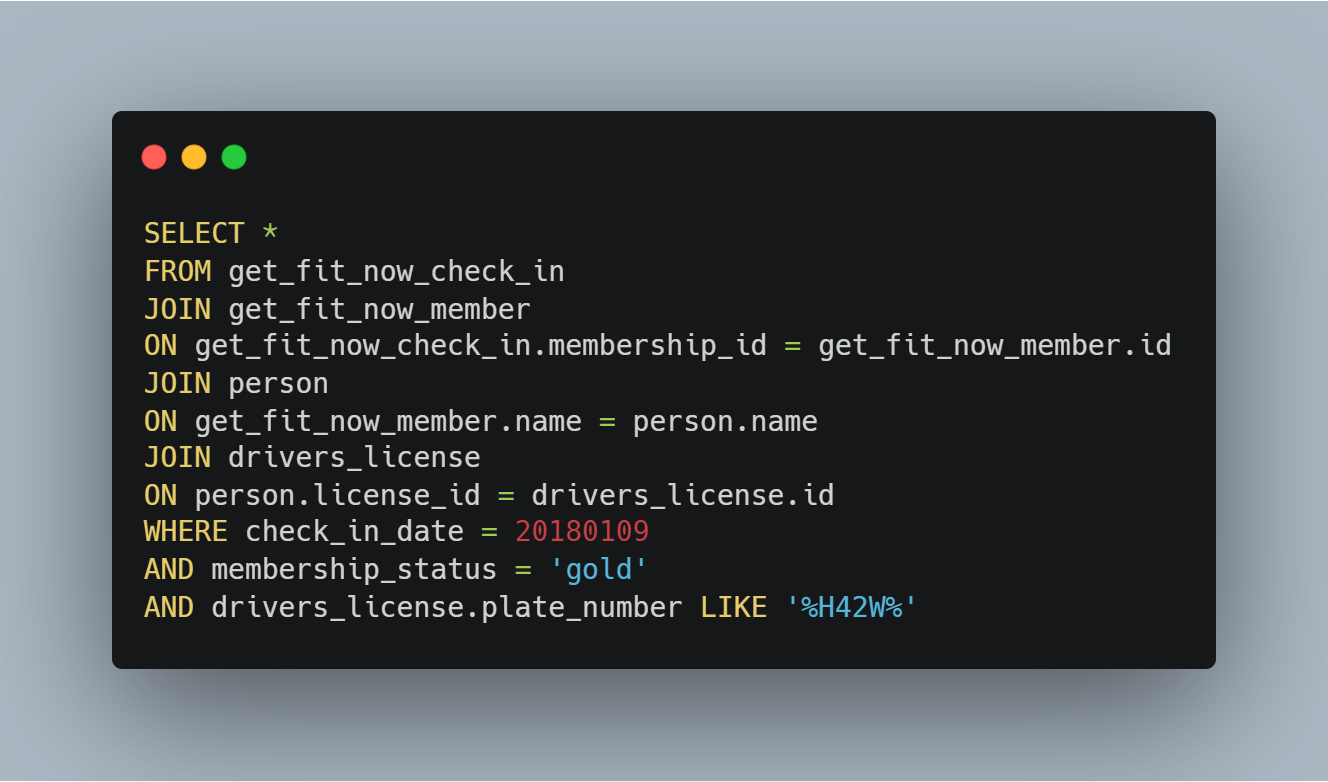 SELECT *
FROM get_fit_now_check_in
JOIN get_fit_now_member
ON get_fit_now_check_in.membership_id = get_fit_now_member.id
JOIN person
ON get_fit_now_member.name = person.name
JOIN drivers_license
ON person.license_id = drivers_license.id
WHERE check_in_date = 20180109
AND membership_status = 'gold'
AND drivers_license.plate_number LIKE '%H42W%'